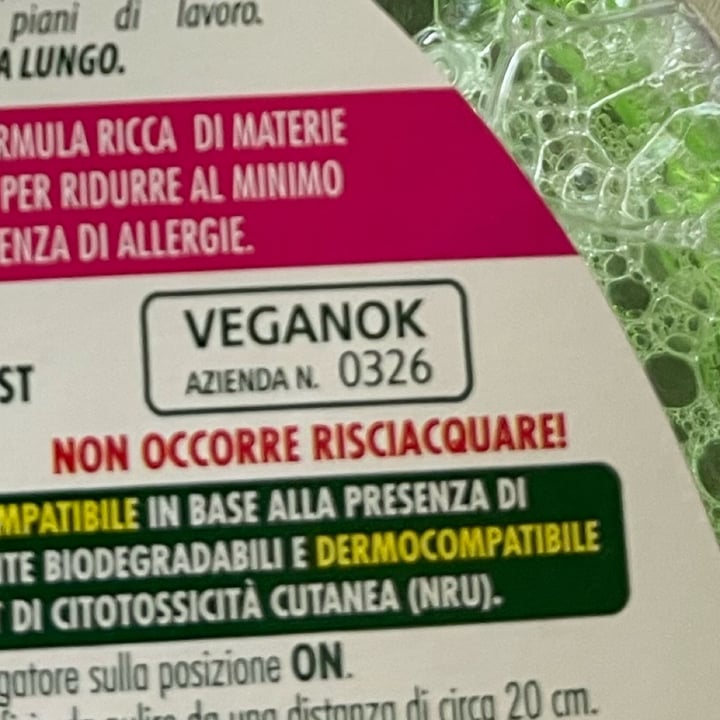 piani di lavoro.
A LUNGO.
RMULA RICCA DI MATERIE
PER RIDURRE AL MINIMO
ENZA DI ALLERGIE.
VEGANOK
AZIENDA N. 0326
ST
NON OCCORRE RISCIACQUARE!
MPATIBILE IN BASE ALLA PRESENZA DI
TE BIODEGRADABILI E DERMOCOMPATIBILE
DI CITOTOSSICITÀ CUTANEA (NRU).
gatore sulla posizione ON.
da pulire da una distanza di circa 20 cm.